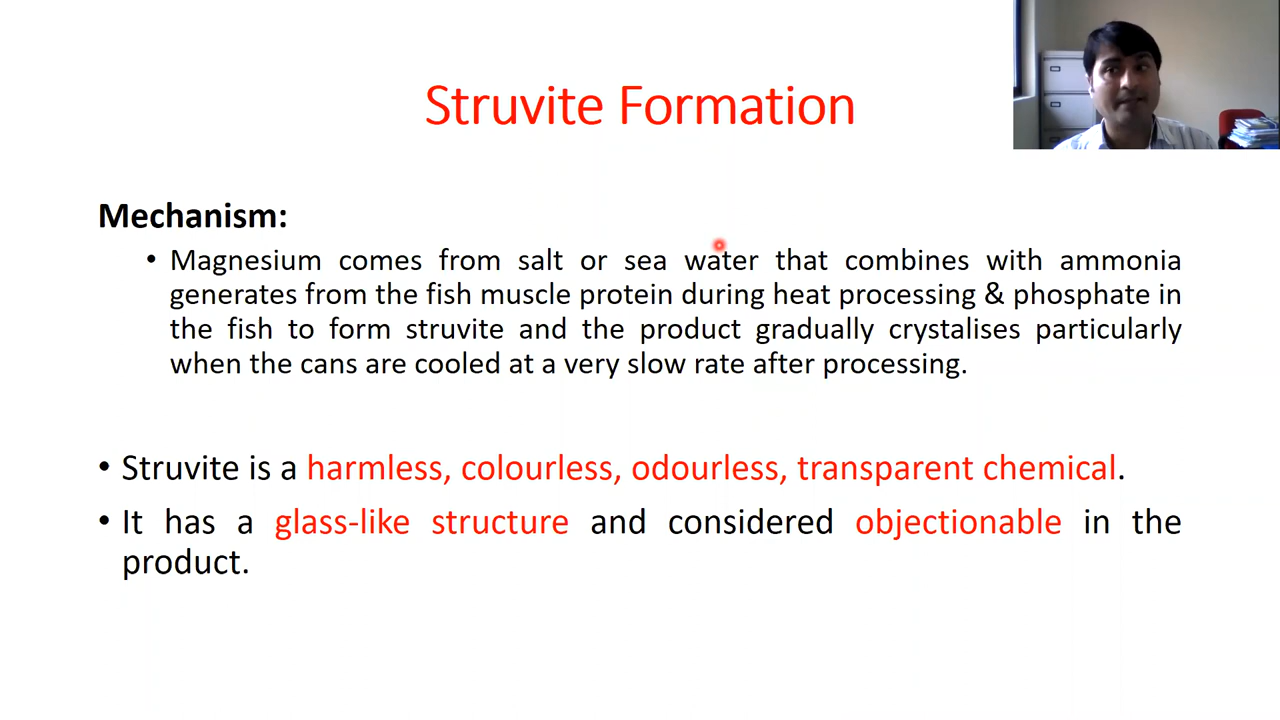 Struvite Formation
Mechanism:
• Magnesium comes from salt or sea water that combines with ammonia
generates from the fish muscle protein during heat processing & phosphate in
the fish to form struvite and the product gradually crystalises particularly
when the cans are cooled at a very slow rate after processing.
• Struvite is a harmless, colourless, odourless, transparent chemical.
• It has a glass-like structure and considered objectionable in the
product.